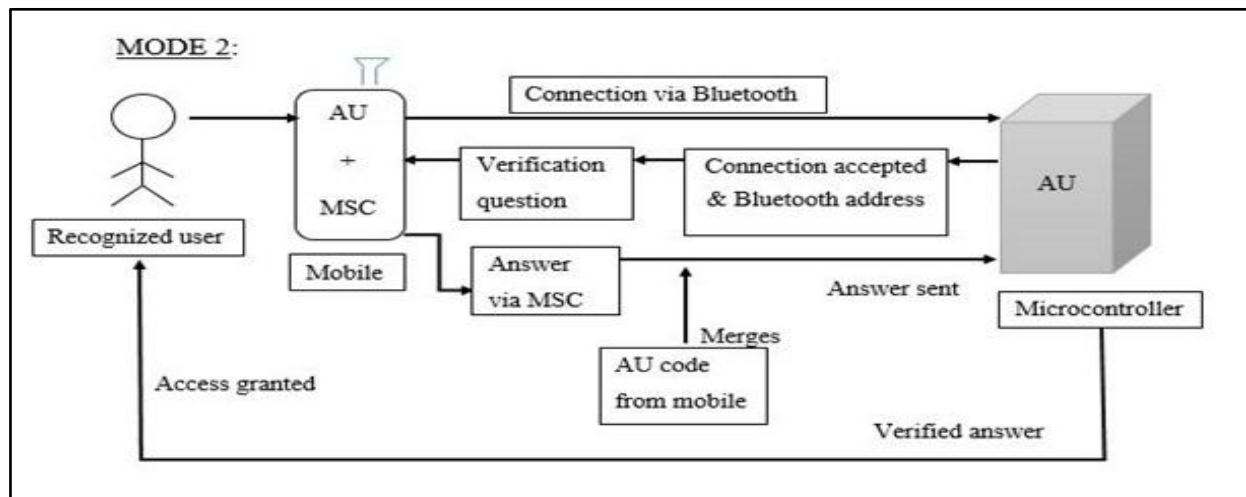 MODE 2:
Connection via Bluetooth
AU
+
MSC
Verification
question
Connection accepted
& Bluetooth address
AU
Recognized user
Mobile
Answer
via MSC
Answer sent
Microcontroller
Merges
AU code
from mobile
Access granted
Verified answer